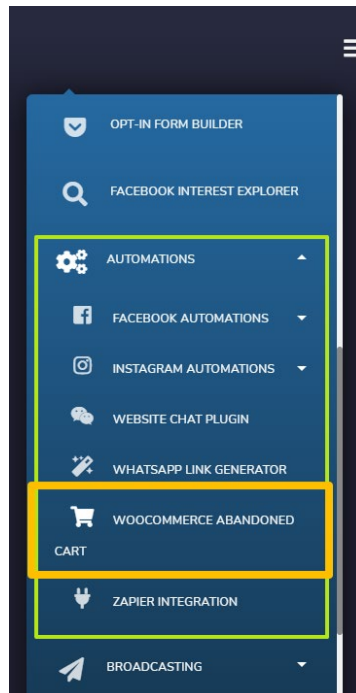 OPT-IN FORM BUILDER
FACEBOOK INTEREST EXPLORER
AUTOMATIONS
FACEBOOK AUTOMATIONS
INSTAGRAM AUTOMATIONS
WEBSITE CHAT PLUGIN
WHATSAPP LINK GENERATOR
WOOCOMMERCE ABANDONED
CART
ZAPIER INTEGRATION
BROADCASTING